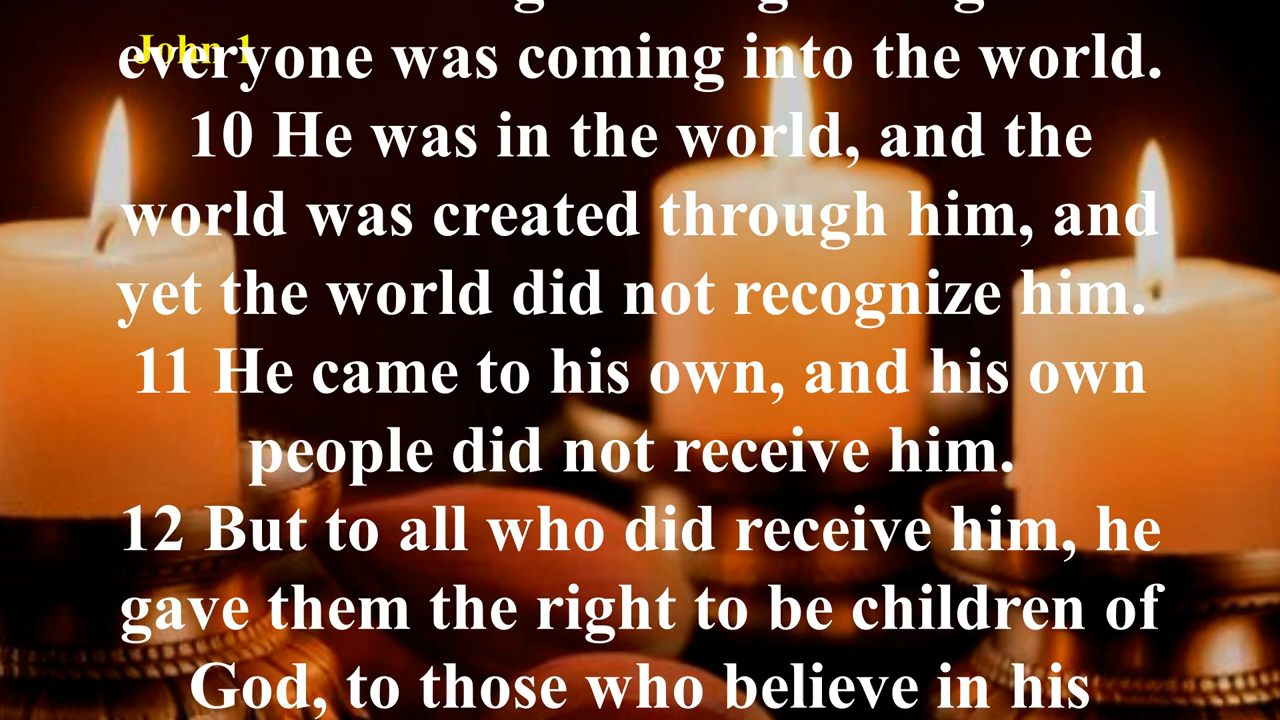 John 1
everyone was coming into the world.
10 He was in the world, and the
world was created through him, and
yet the world did not recognize him.
11 He came to his own, and his own
people did not receive him.
12 But to all who did receive him, he
gave them the right to be children of
God, to those who believe in his